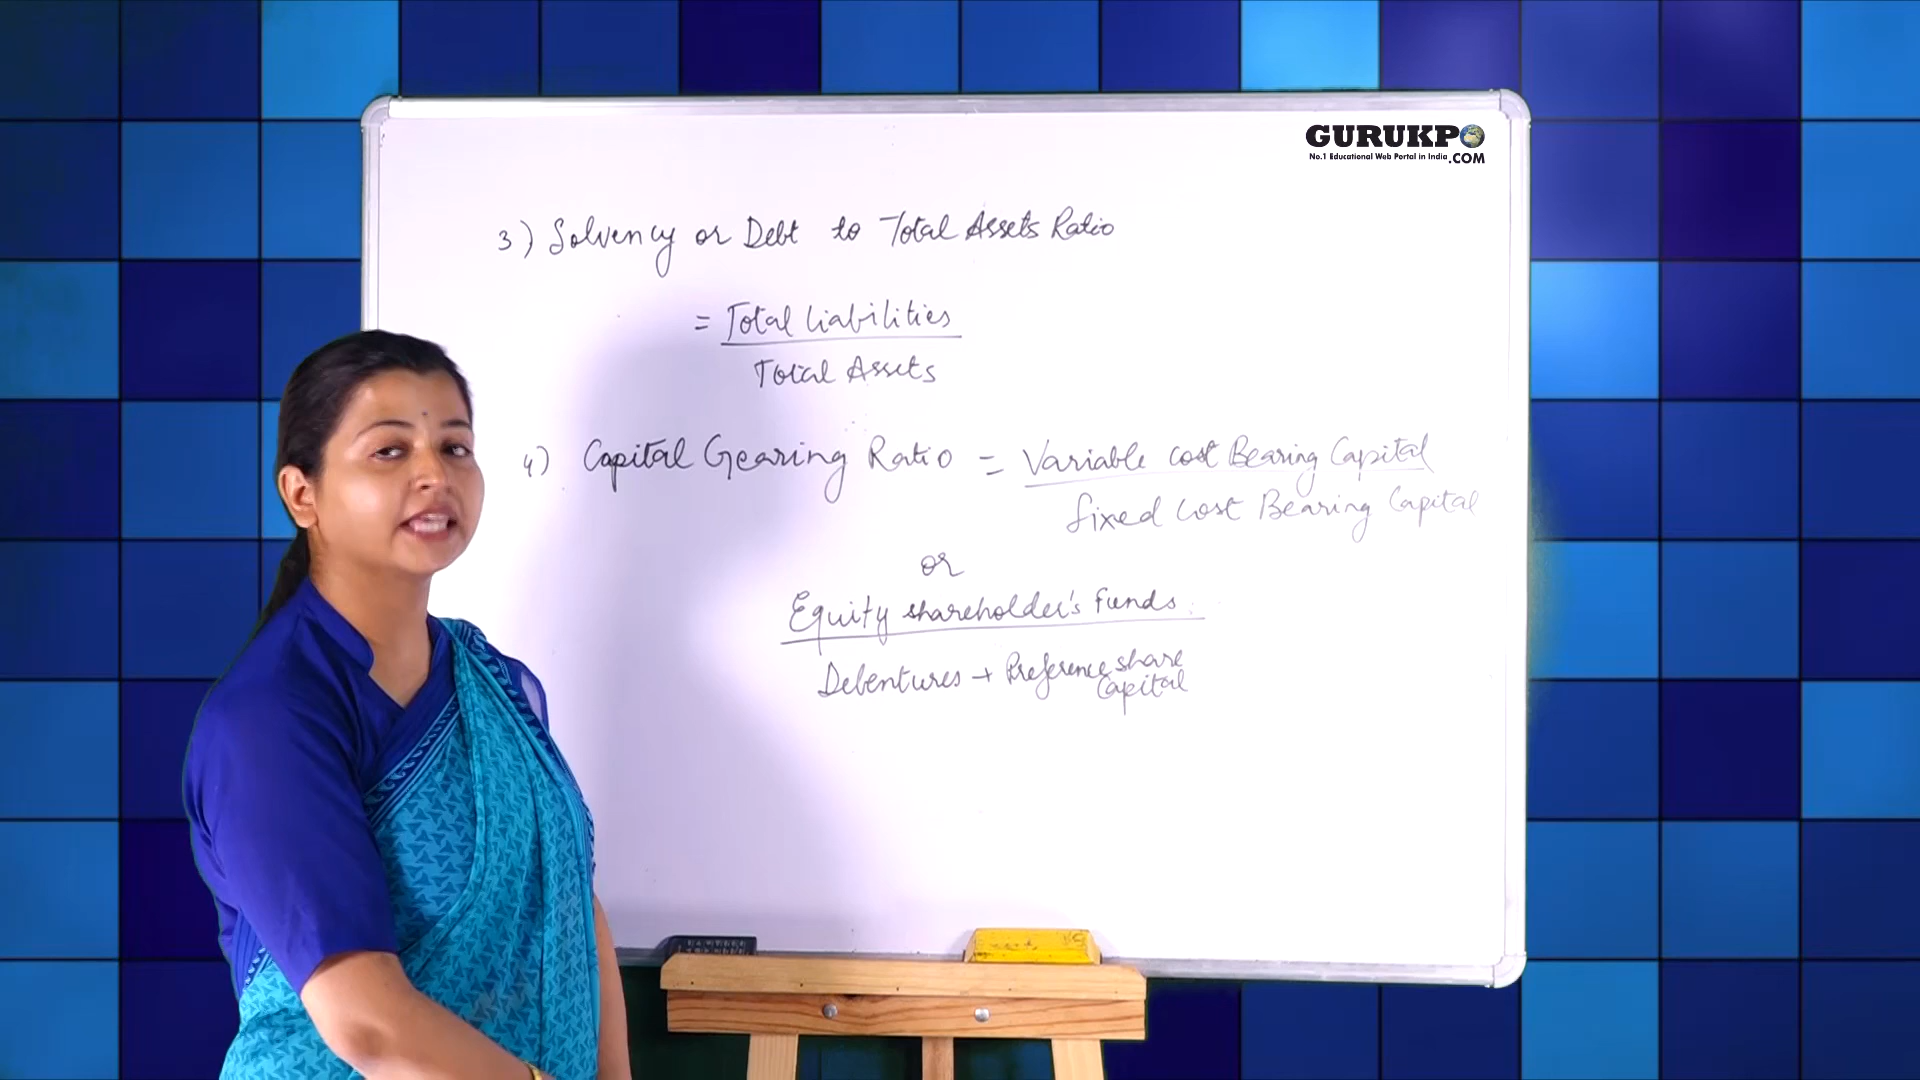 GURUKPO
No.1 Educational Web Portal in India .COM
3) Solvency or Debt to Total Assets Ratio
= Total Liabilities
Total Assets
4) Capital Gearing Ratio = Variable cost Bearing Capital
fixed cost Bearing Capital
or
Equity shareholder's funds
Debentures + Preference share
Capital